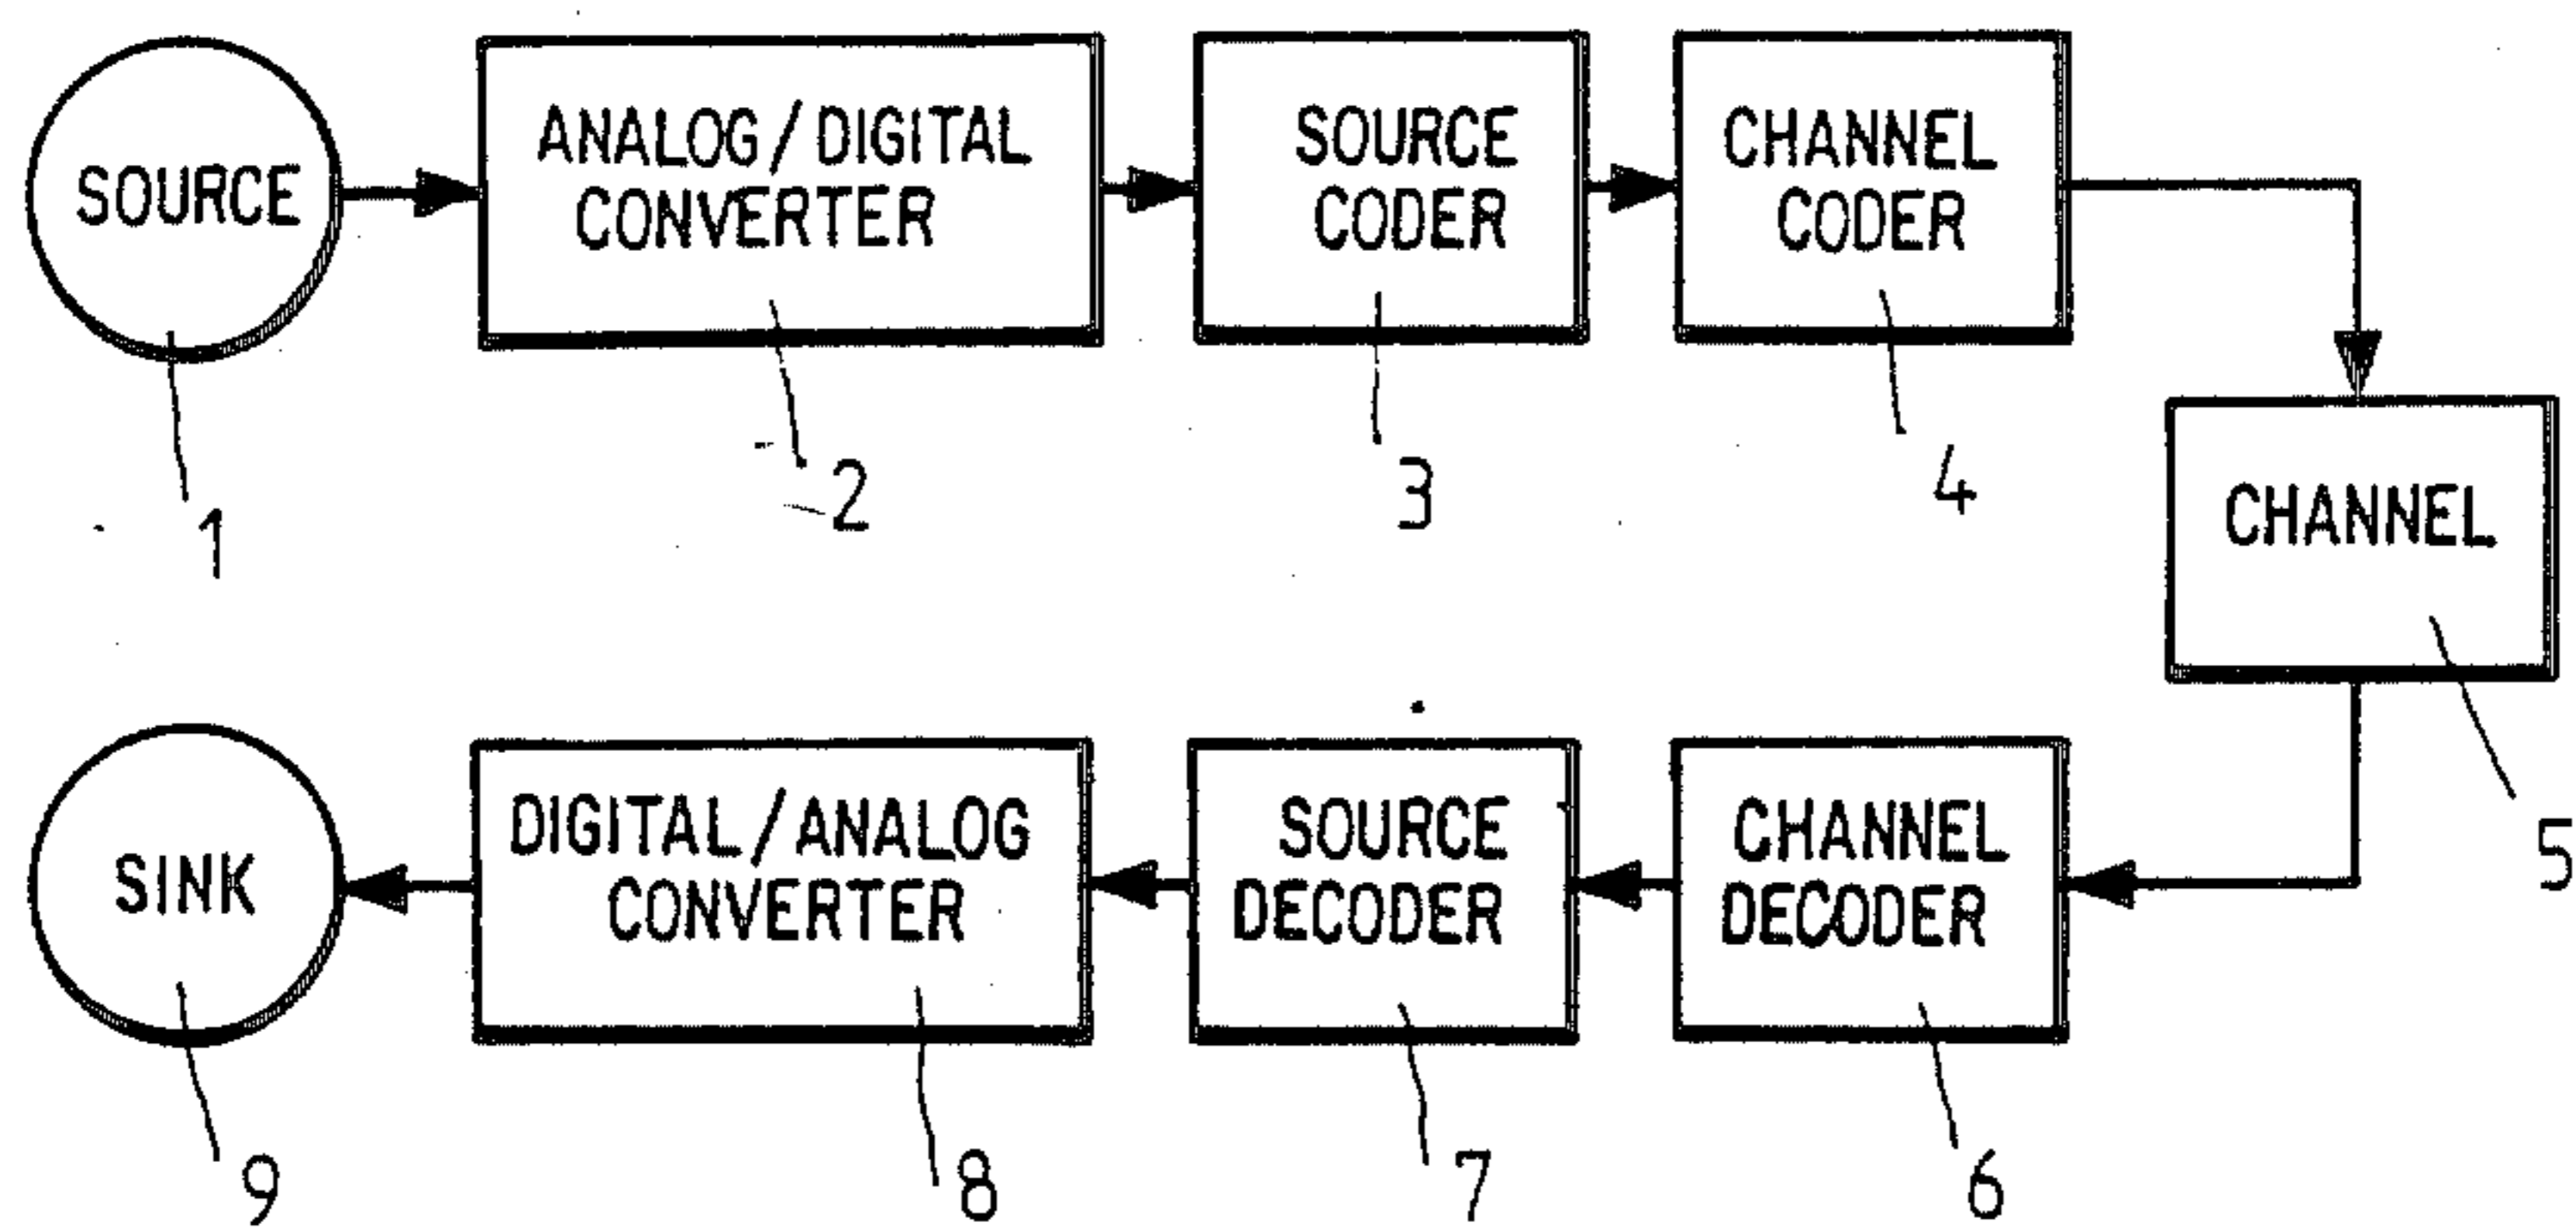 SOURCE
ANALOG/DIGITAL
CONVERTER
SOURCE
CODER
CHANNEL
CODER
1
2
3
4
CHANNEL
5
SINK
DIGITAL/ANALOG
CONVERTER
SOURCE
DECODER
CHANNEL
DECODER
9
8
7
6